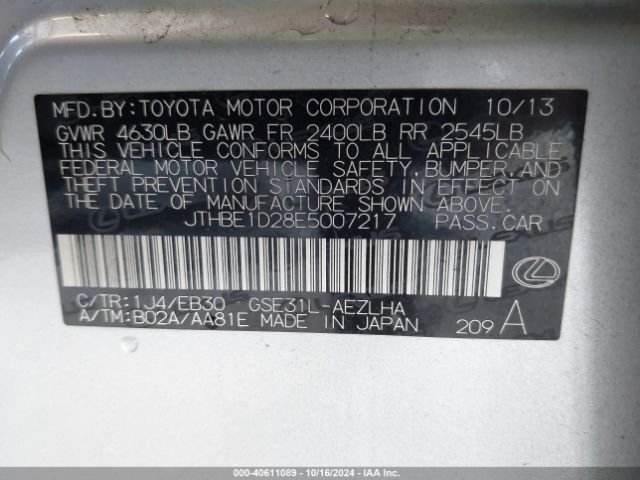 MFD.BY:TOYOTA MOTOR CORPORATION 10/13
GVWR 4630LB GAWR FR 2400LB RR 2545LB
THIS VEHICLE CONFORMS TO ALL APPLICABLE
FEDERAL MOTOR VEHICLE SAFETY, BUMPER AND
THEFT PREVENTION STANDARDS IN EFFECT ON
THE DATE OF MANUFACTURE SHOWN ABOVE.
JTHBE1D28E5007217 PASS.CAR
C/TR:1J4/EB30 GSE31L-AEZLHA
A/TM:B02A/AA81E MADE IN JAPAN 209 A
000-40611089 - 10/16/2024 - IAA Inc.